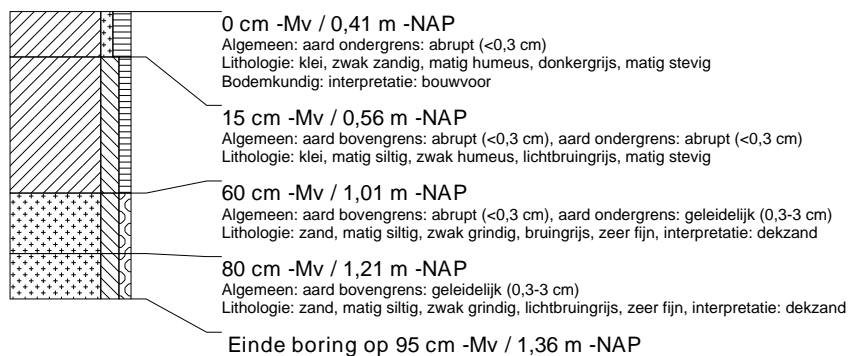 0 cm -Mv / 0,41 m -NAP
Algemeen: aard ondergrens: abrupt (<0,3 cm)
Lithologie: klei, zwak zandig, matig humeus, donkergrijs, matig stevig
Bodemkundig: interpretatie: bouwvoor
15 cm -Mv / 0,56 m -NAP
Algemeen: aard bovengrens: abrupt (<0,3 cm), aard ondergrens: abrupt (<0,3 cm)
Lithologie: klei, matig siltig, zwak humeus, lichtbruingrijs, matig stevig
60 cm -Mv / 1,01 m -NAP
Algemeen: aard bovengrens: abrupt (<0,3 cm), aard ondergrens: geleidelijk (0,3-3 cm)
Lithologie: zand, matig siltig, zwak grindig, bruingrijs, zeer fijn, interpretatie: dekzand
80 cm -Mv / 1,21 m -NAP
Algemeen: aard bovengrens: geleidelijk (0,3-3 cm)
Lithologie: zand, matig siltig, zwak grindig, lichtbruingrijs, zeer fijn, interpretatie: dekzand
Einde boring op 95 cm -Mv / 1,36 m -NAP